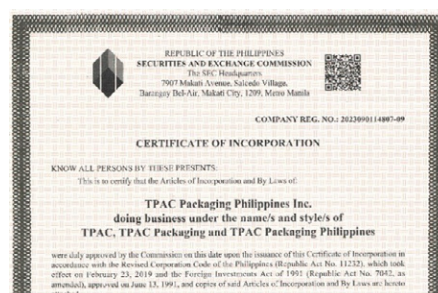 REPUBLIC OF THE PHILIPPINES
SECURITIES AND EXCHANGE COMMISSION
The SEC Headquarters
7907 Makati Avenue, Salcedo Village,
Barangay Bel-Air, Makati City, 1209, Metro Manila
COMPANY REG. NO.: 2023090114807-09
CERTIFICATE OF INCORPORATION
KNOW ALL PERSONS BY THESE PRESENTS:
This is to certify that the Articles of Incorporation and By Laws of:
TPAC Packaging Philippines Inc.
doing business under the name/s and style/s of
TPAC, TPAC Packaging and TPAC Packaging Philippines
were duly approved by the Commission on this date upon the issuance of this Certificate of Incorporation in
accordance with the Revised Corporation Code of the Philippines (Republic Act No. 11232), which took
effect on February 23, 2019 and the Foreign Investments Act of 1991 (Republic Act No. 7042, as
amended), approved on June 13, 1991, and copies of said Articles of Incorporation and By Laws are hereto